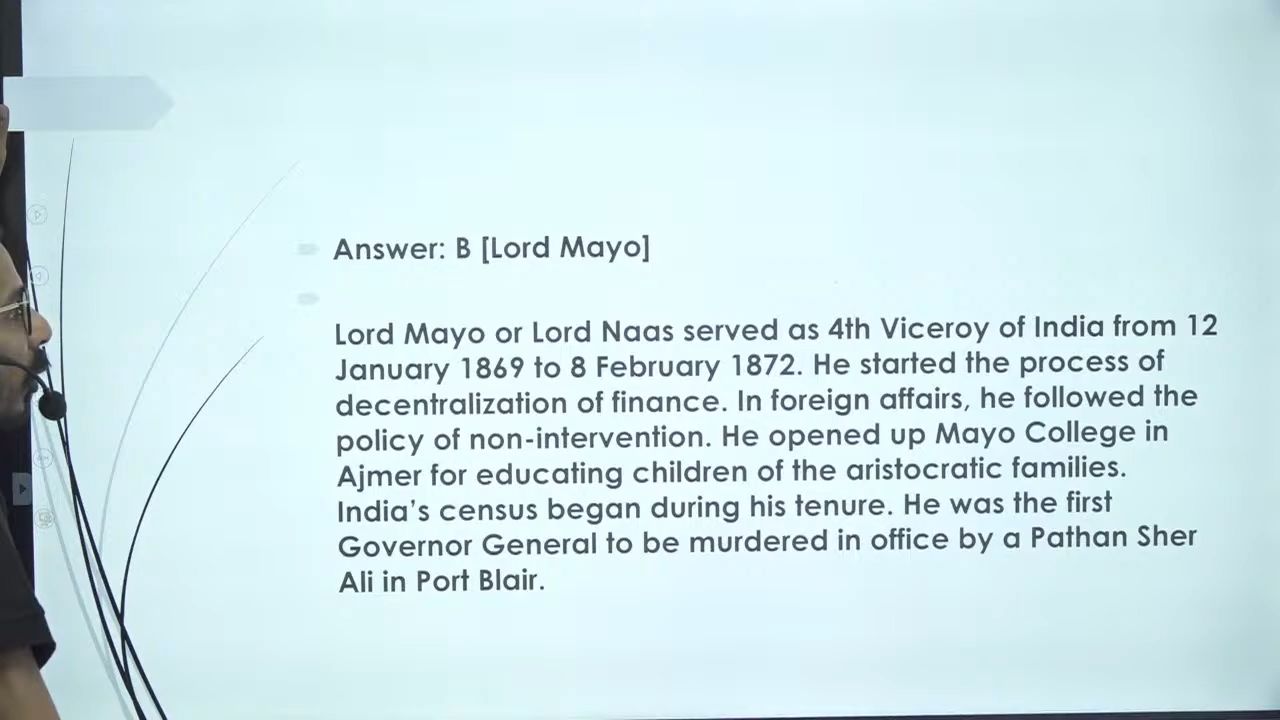 Answer: B [Lord Mayo]
Lord Mayo or Lord Naas served as 4th Viceroy of India from 12
January 1869 to 8 February 1872. He started the process of
decentralization of finance. In foreign affairs, he followed the
policy of non-intervention. He opened up Mayo College in
Ajmer for educating children of the aristocratic families.
India's census began during his tenure. He was the first
Governor General to be murdered in office by a Pathan Sher
Ali in Port Blair.